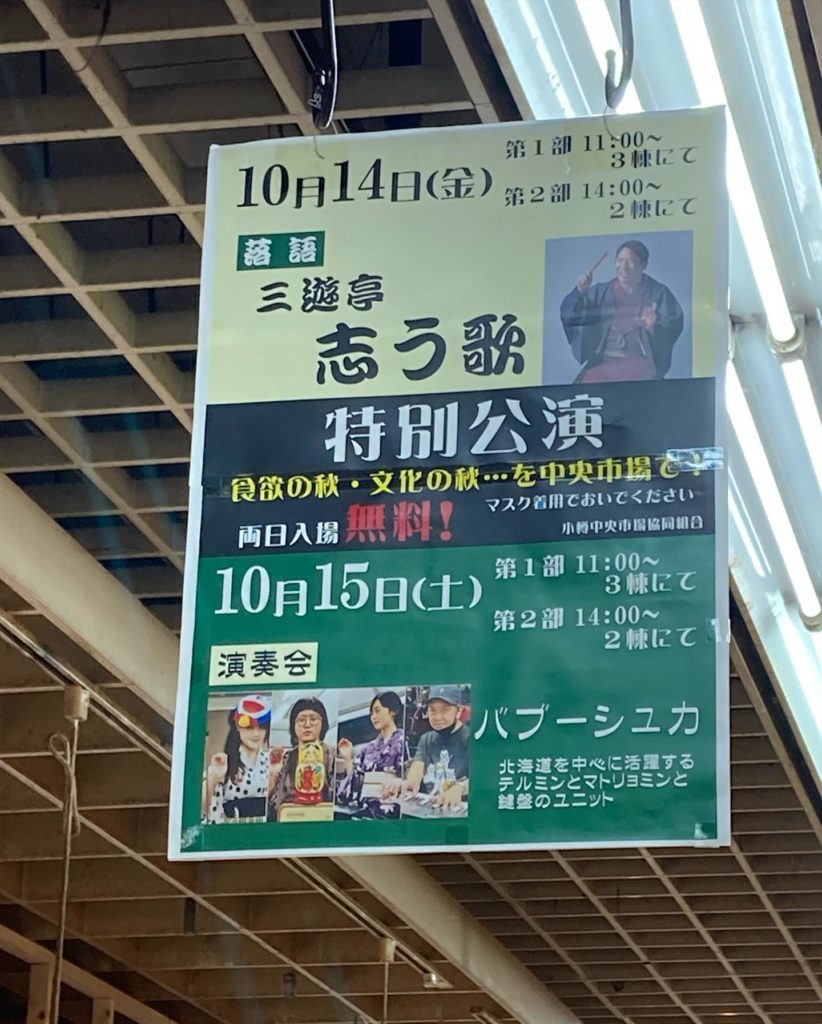 10月14日(金)
第1部 11:00~
3棟にて
第2部 14:00~
2棟にて
落語
三遊亭
志う歌
特別公演
食欲の秋・文化の秋…を中央市場で!
マスク着用でおいでください
両日入場 無料!
小樽中央市場協同組合
10月15日(土)
第1部 11:00~
3棟にて
第2部 14:00~
2棟にて
演奏会
バブーシュカ
北海道を中心に活躍する
テルミンとマトリョミンと
鍵盤のユニット